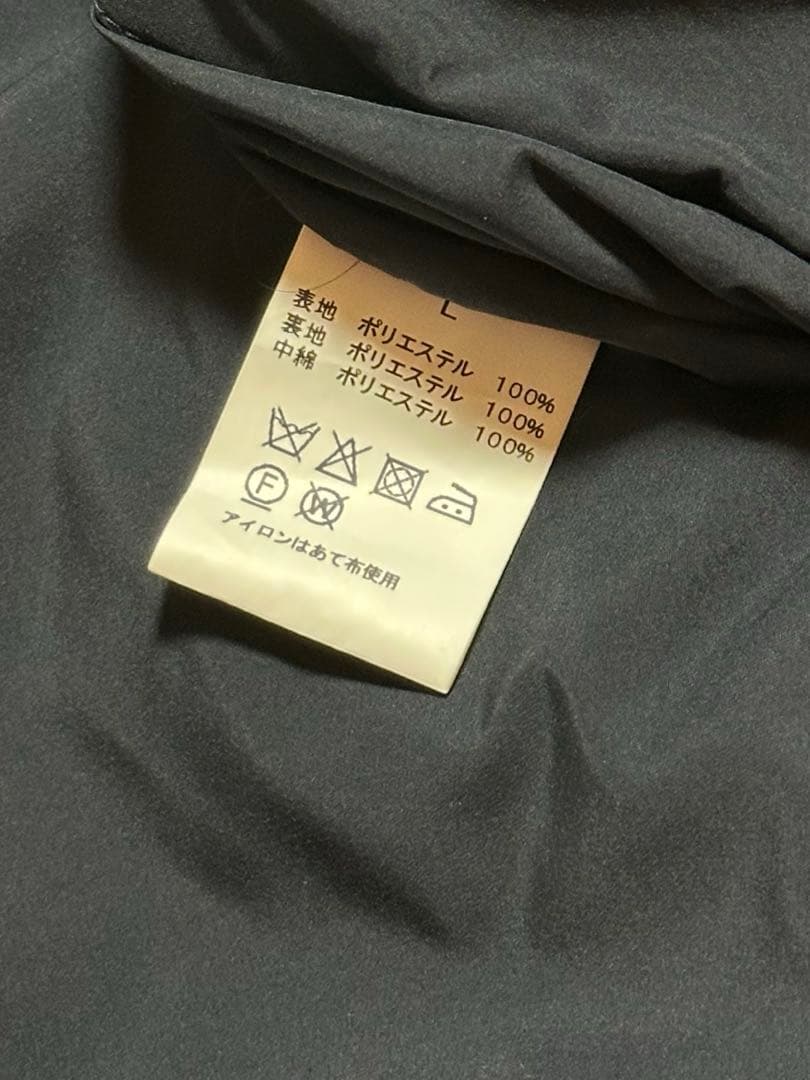 L
表地 ポリエステル 100%
裏地 ポリエステル 100%
中綿 ポリエステル 100%
F W
アイロンはあて布使用